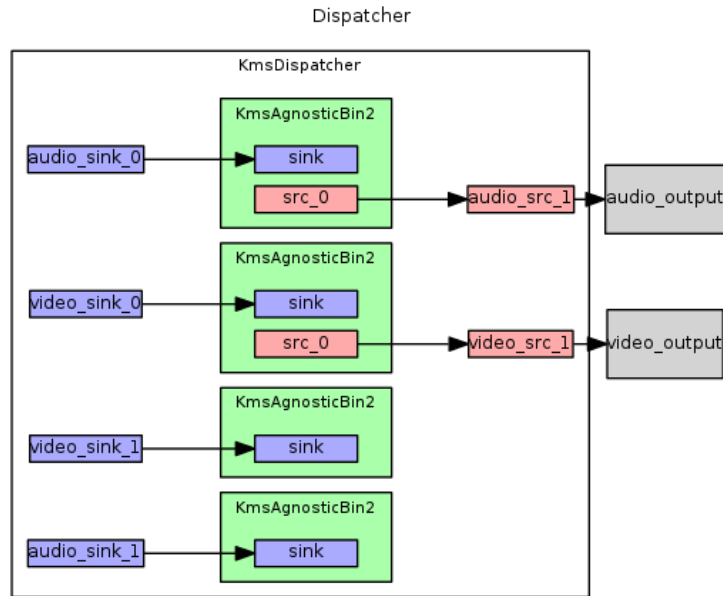 Dispatcher
KmsDispatcher
KmsAgnosticBin2
audio_sink_0
sink
src_0
audio_src_1
audio_output
KmsAgnosticBin2
video_sink_0
sink
src_0
video_src_1
video_output
KmsAgnosticBin2
video_sink_1
sink
KmsAgnosticBin2
audio_sink_1
sink